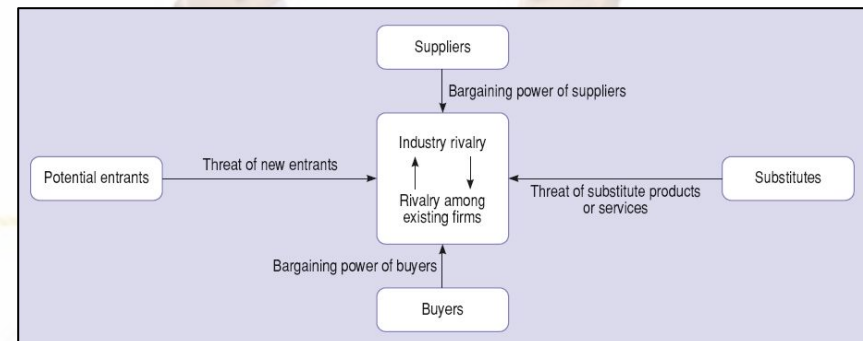 Suppliers
Bargaining power of suppliers
Industry rivalry
Threat of new entrants
Potential entrants
Substitutes
Threat of substitute products
or services
Rivalry among
existing firms
Bargaining power of buyers
Buyers